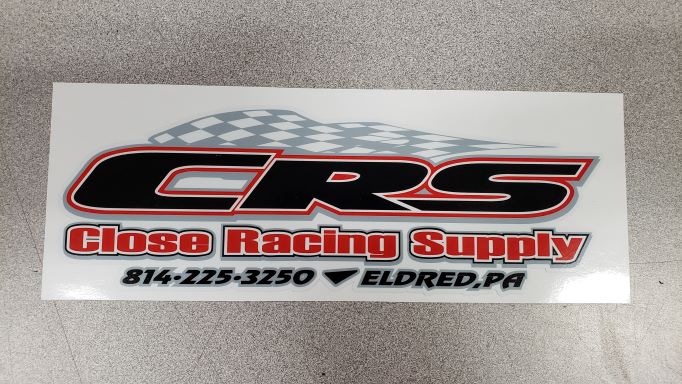 CRS
Close Racing Supply
814-225-3250 ELDRED,PA